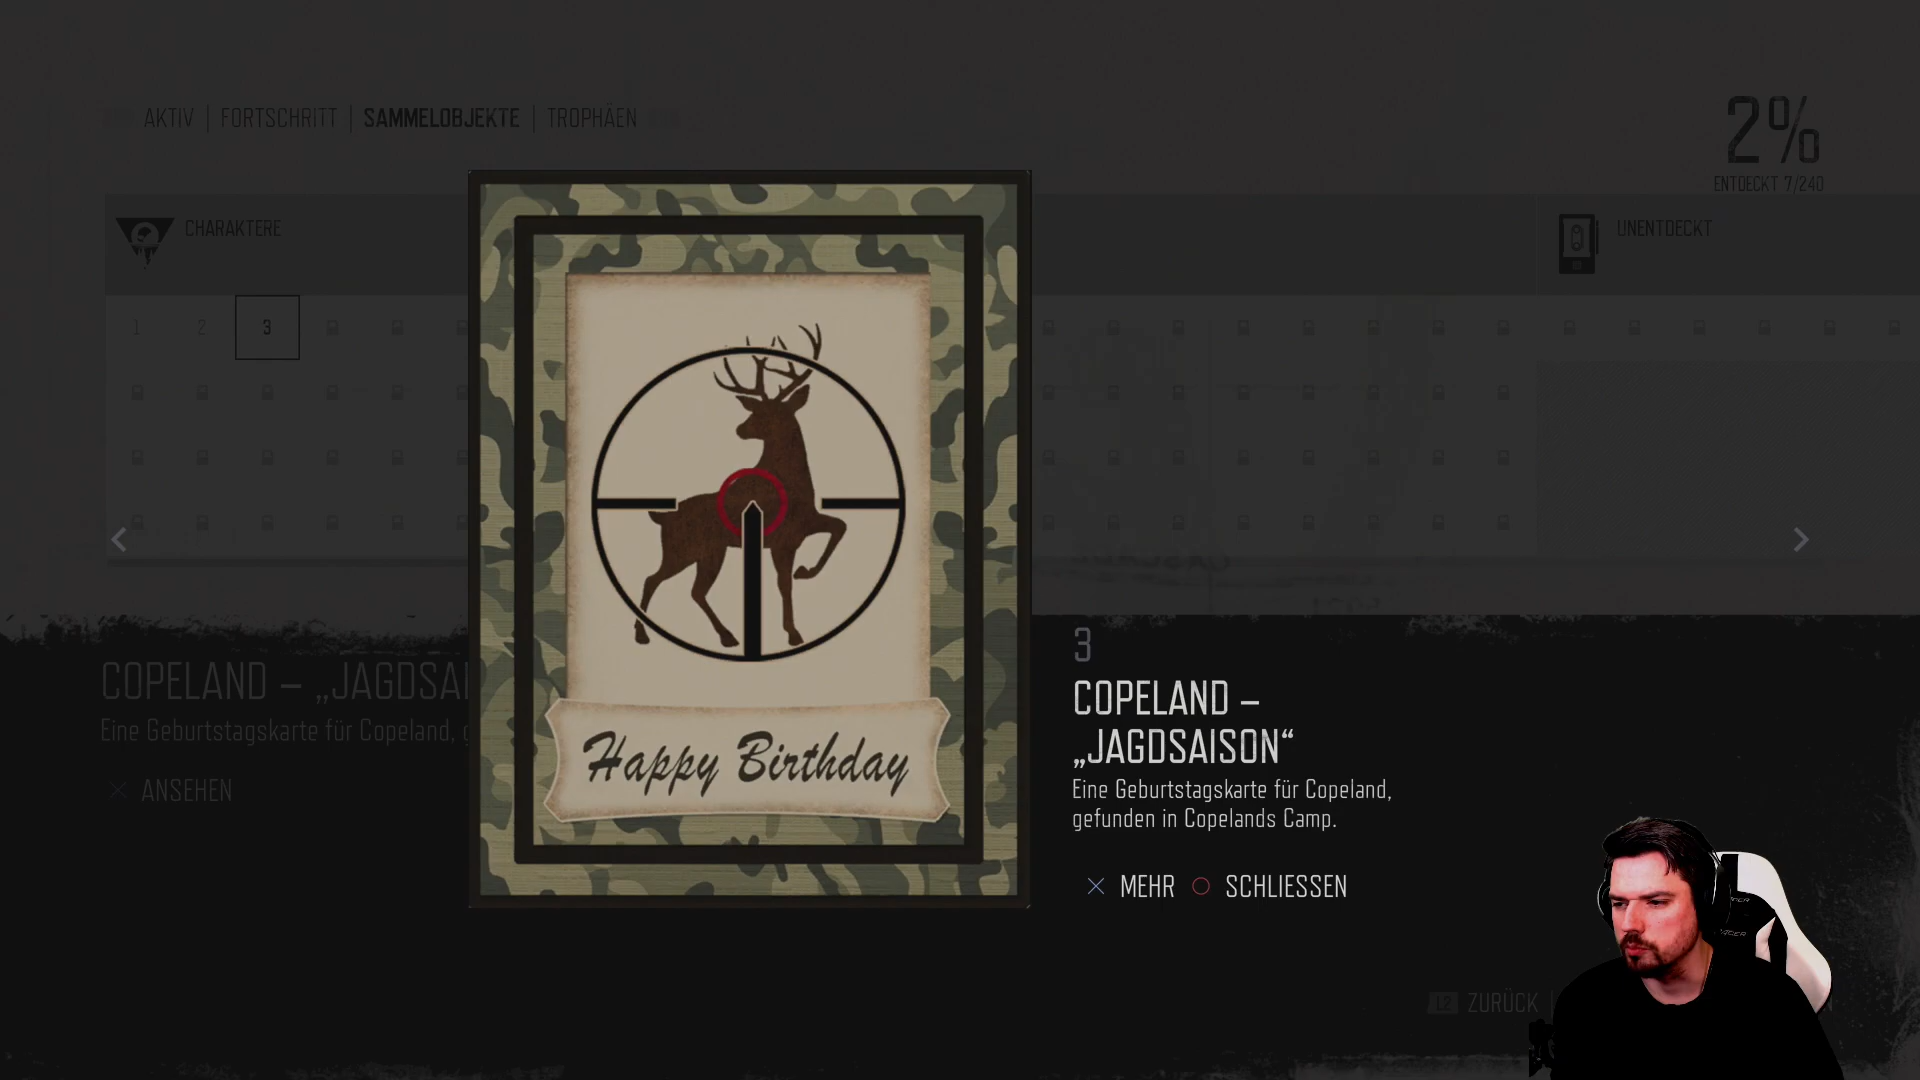 AKTIV | FORTSCHRITT | SAMMELOBJEKTE | TROPHÄEN
2%
ENTDECKT 7/240
CHARAKTERE
UNENTDECKT
1 2 3
Happy Birthday
COPELAND – „JAGDSAI
Eine Geburtstagskarte für Copeland, g
ANSEHEN
3
COPELAND –
„JAGDSAISON“
Eine Geburtstagskarte für Copeland,
gefunden in Copelands Camp.
MEHR SCHLIESSEN
L2 ZURÜCK